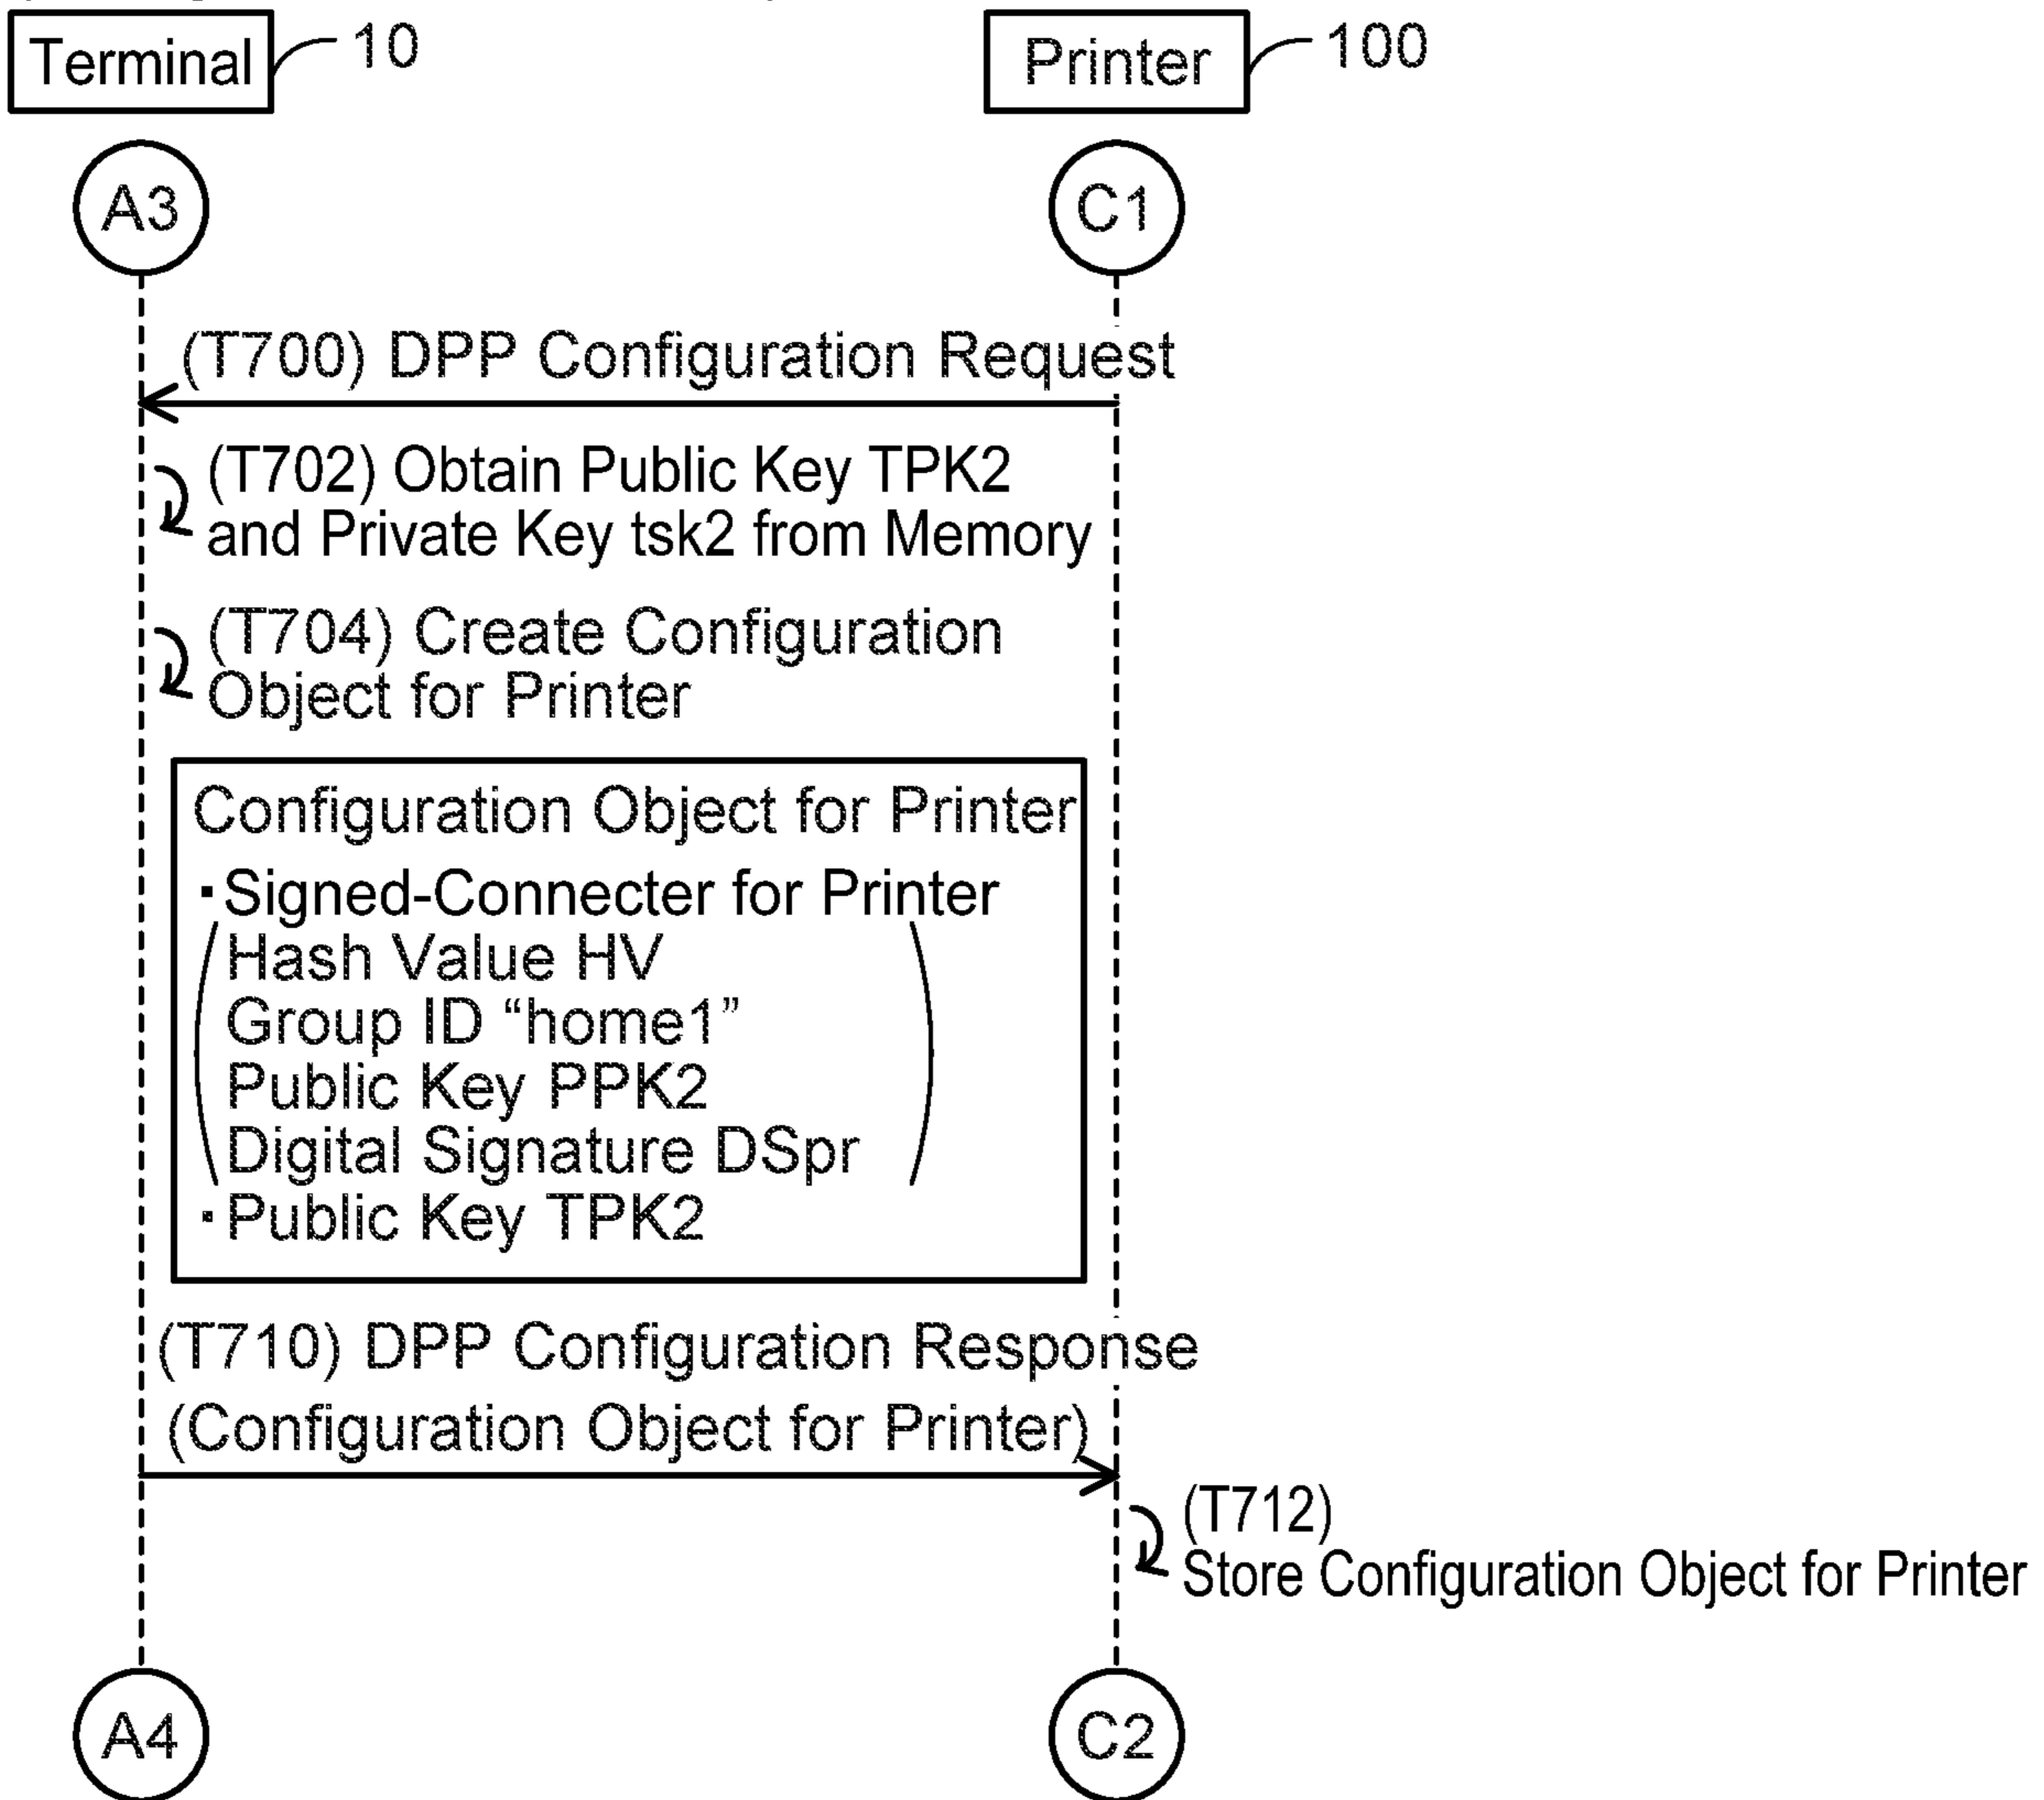 Terminal 10
Printer 100
A3
C1
(T700) DPP Configuration Request
(T702) Obtain Public Key TPK2
and Private Key tsk2 from Memory
(T704) Create Configuration
Object for Printer
Configuration Object for Printer
・Signed-Connecter for Printer
Hash Value HV
Group ID “home1”
Public Key PPK2
Digital Signature DSpr
・Public Key TPK2
(T710) DPP Configuration Response
(Configuration Object for Printer)
(T712)
Store Configuration Object for Printer
A4
C2